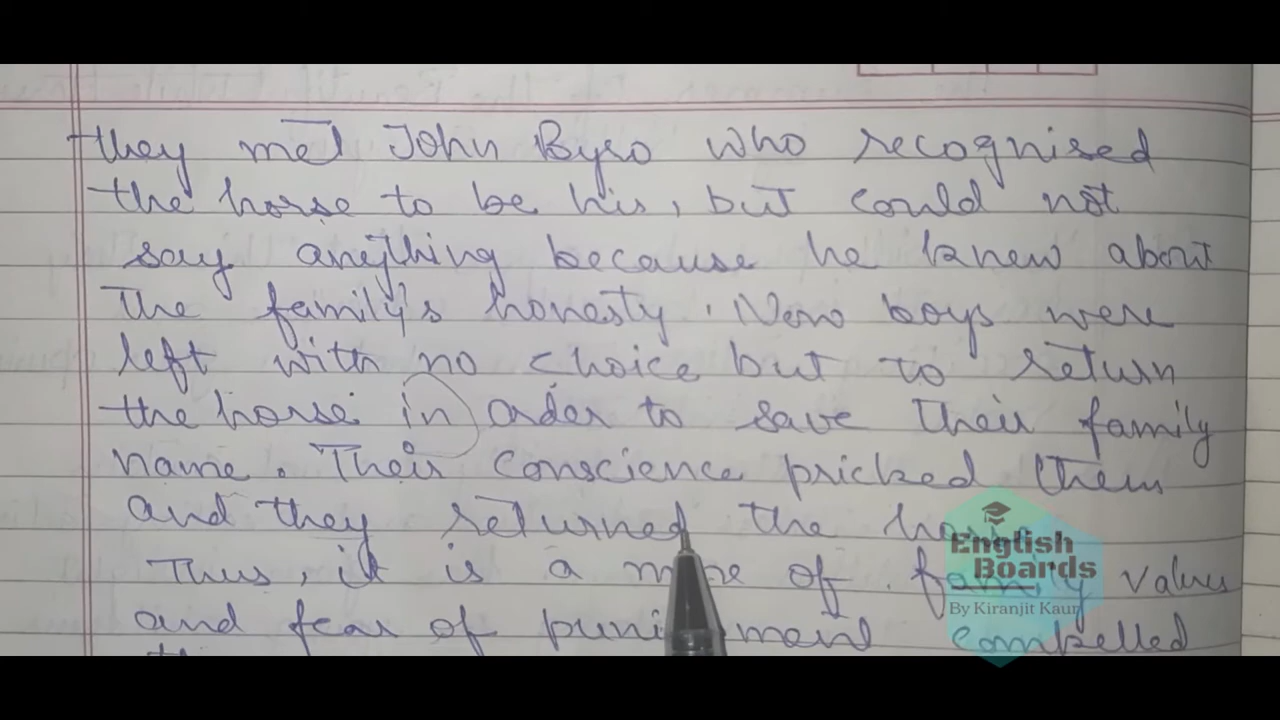 they met John Byro who recognised
the horse to be his, but could not
say anything because he knew about
the family's honesty. Now boys were
left with no choice but to return
the horse in order to save their family
name. Their conscience pricked them
and they returned the
Thus, it is a of family values
and fear of compelled
English
Boards
By Kiranjit Kaur